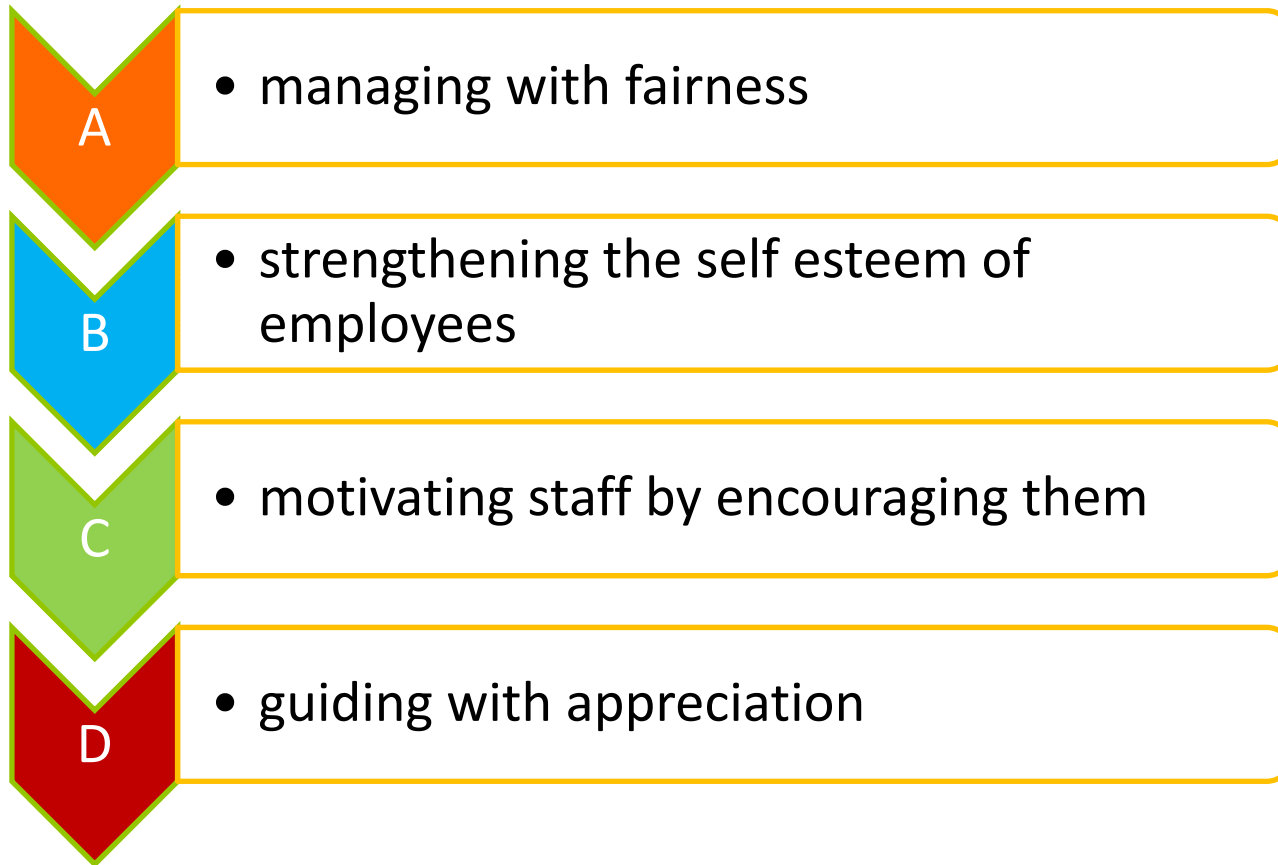 A
• managing with fairness
B
• strengthening the self esteem of
employees
C
• motivating staff by encouraging them
D
• guiding with appreciation